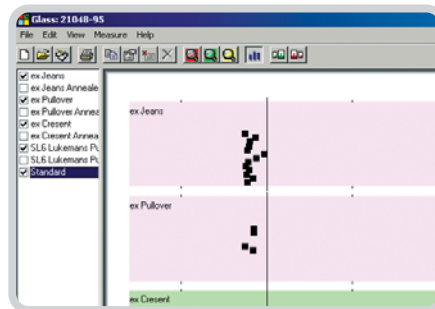 Glass: 21048-95
File Edit View Measure Help
ex Jeans
ex Jeans Anneale
ex Pullover
ex Pullover Annea
ex Cresent
ex Cresent Annea
SL6 Lukemans Pu
SL6 Lukemans Pu
Standard
ex Jeans
ex Pullover
ex Cresent